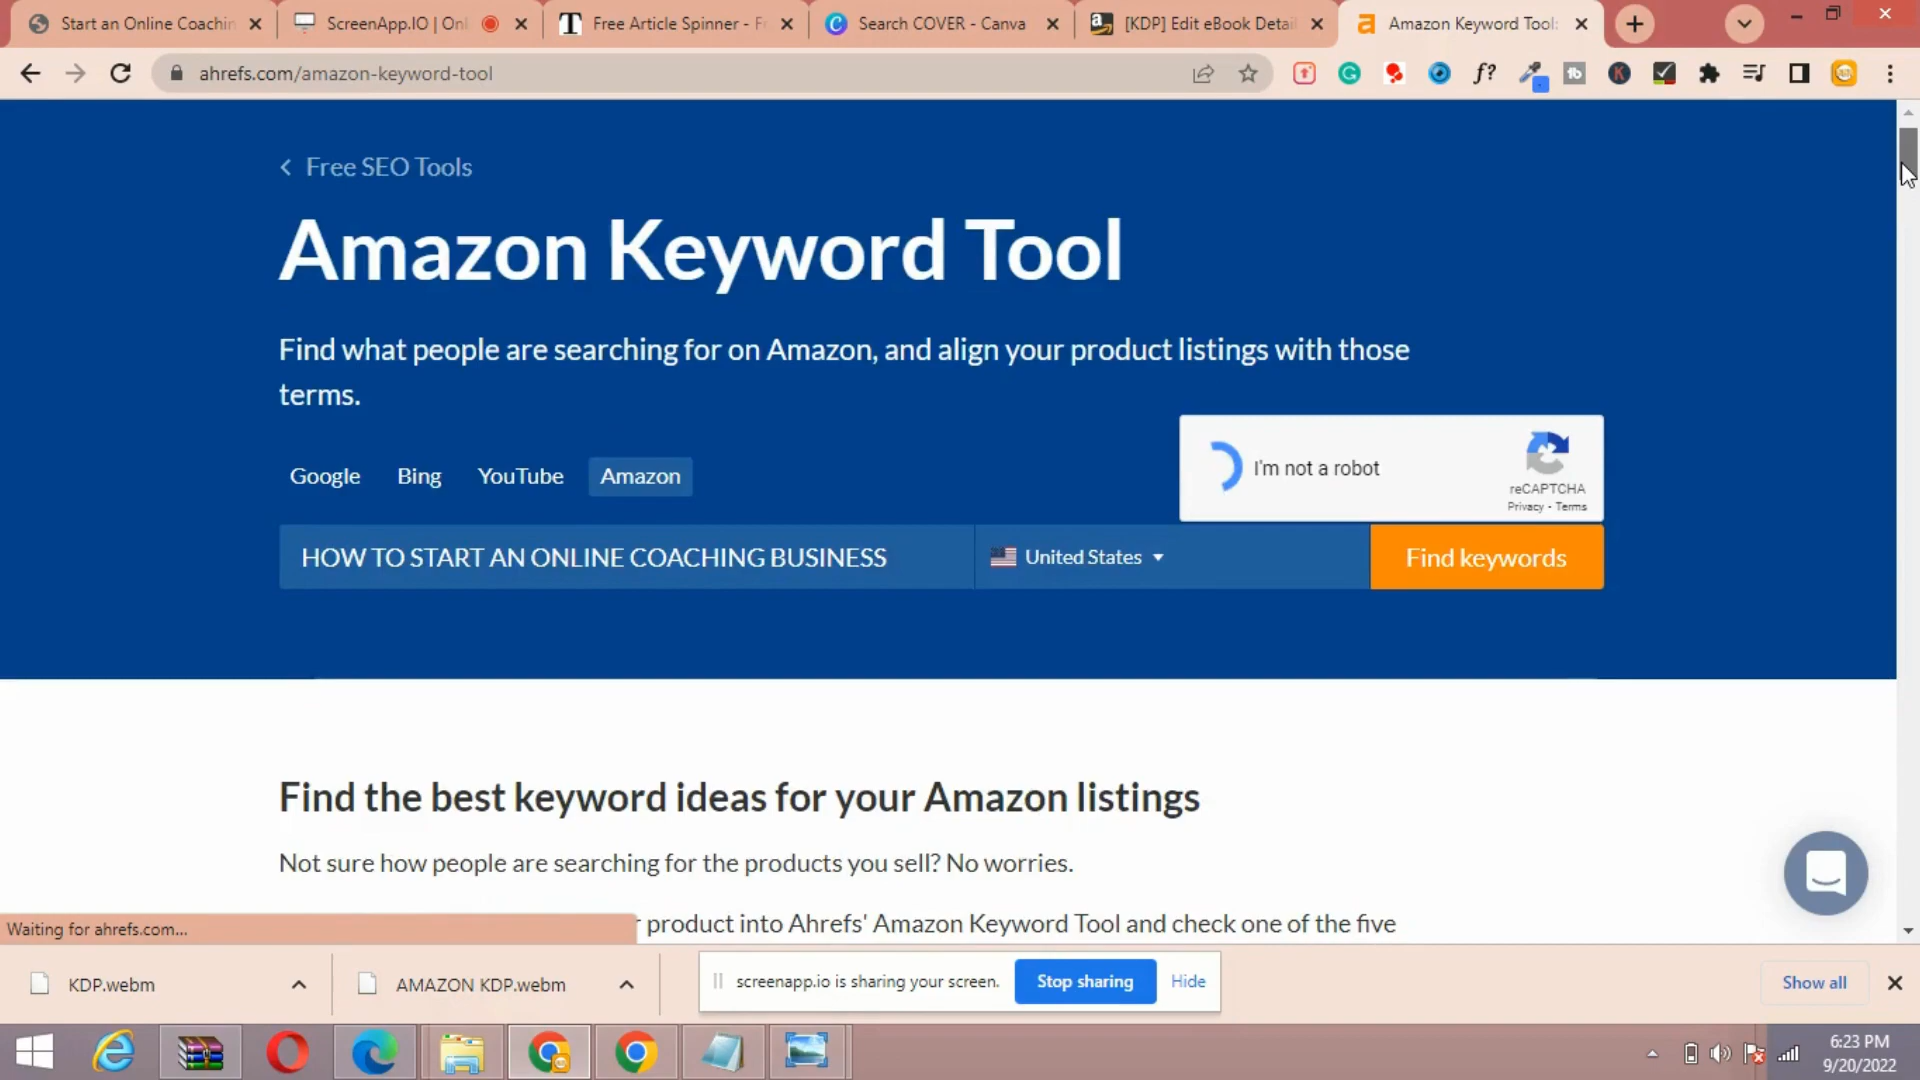 Start an Online Coachin
ScreenApp.IO | Onl
Free Article Spinner - F
Search COVER - Canva
[KDP] Edit eBook Detai
Amazon Keyword Tool:
ahrefs.com/amazon-keyword-tool
Free SEO Tools
Amazon Keyword Tool
Find what people are searching for on Amazon, and align your product listings with those
terms.
I'm not a robot
reCAPTCHA
Privacy - Terms
Google
Bing
YouTube
Amazon
HOW TO START AN ONLINE COACHING BUSINESS
United States
Find keywords
Find the best keyword ideas for your Amazon listings
Not sure how people are searching for the products you sell? No worries.
product into Ahrefs' Amazon Keyword Tool and check one of the five
Waiting for ahrefs.com...
KDP.webm
AMAZON KDP.webm
screenapp.io is sharing your screen.
Stop sharing
Hide
Show all
6:23 PM
9/20/2022